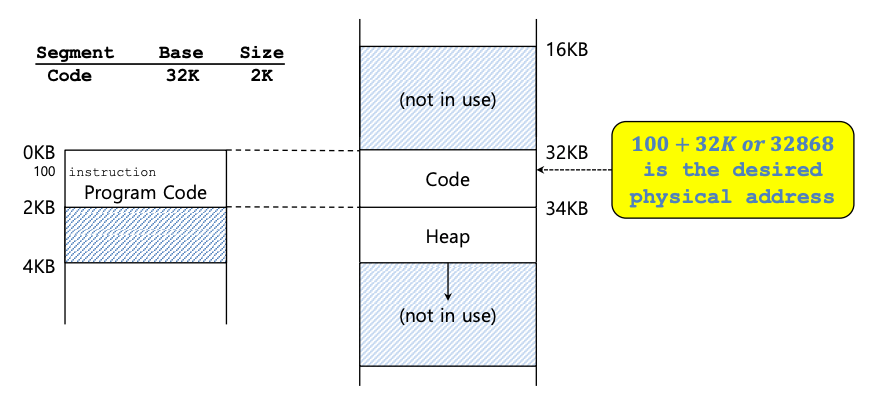 Segment Base Size
Code 32K 2K
0KB
100 instruction
Program Code
2KB
4KB
16KB
(not in use)
32KB
Code
34KB
Heap
(not in use)
100 + 32K or 32868
is the desired
physical address